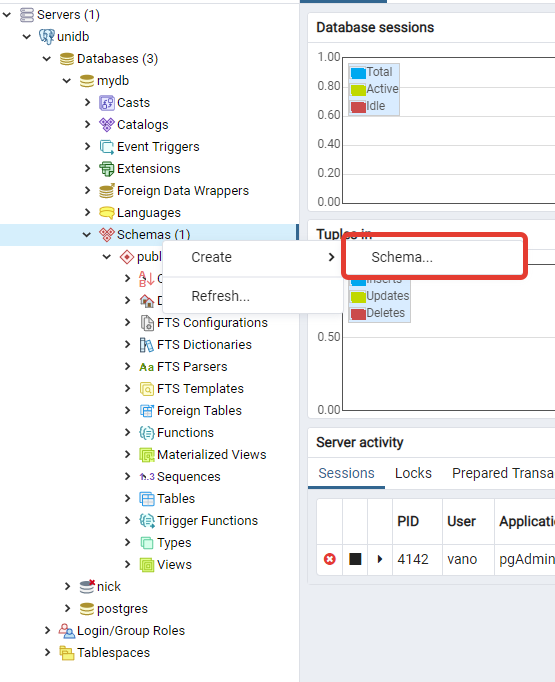 Servers (1)
unidb
Databases (3)
mydb
Casts
Catalogs
Event Triggers
Extensions
Foreign Data Wrappers
Languages
Schemas (1)
publ
Create
Schema...
Refresh...
FTS Configurations
FTS Dictionaries
FTS Parsers
FTS Templates
Foreign Tables
Functions
Materialized Views
Sequences
Tables
Trigger Functions
Types
Views
nick
postgres
Login/Group Roles
Tablespaces
Database sessions
1.00
0.80
0.60
0.40
0.20
0.00
Total
Active
Idle
Tuples in
Inserts
Updates
Deletes
0.50
0.00
Server activity
Sessions Locks Prepared Transa
PID User Applicatio
4142 vano pgAdmin